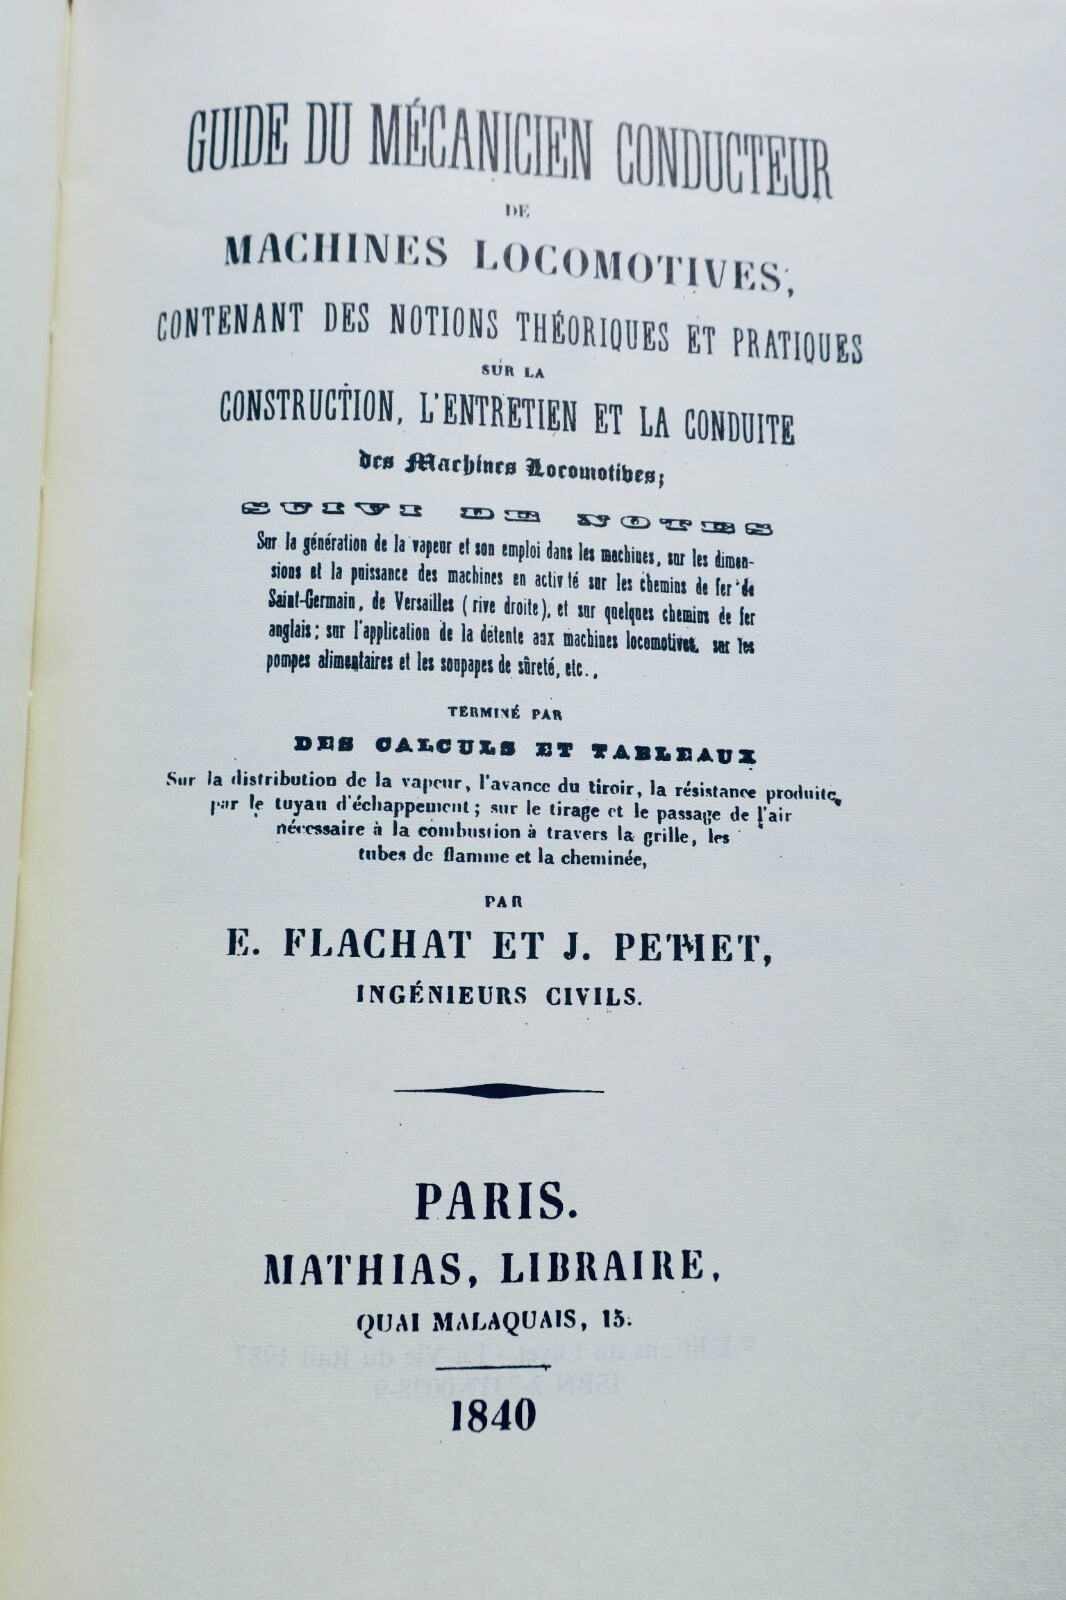 GUIDE DU MÉCANICIEN CONDUCTEUR
DE
MACHINES LOCOMOTIVES,
CONTENANT DES NOTIONS THÉORIQUES ET PRATIQUES
SUR LA
CONSTRUCTION, L'ENTRETIEN ET LA CONDUITE
des Machines Locomotives;
SUIVI DE NOTES
Sur la génération de la vapeur et son emploi dans les machines, sur les dimen-
sions et la puissance des machines en activité sur les chemins de fer de
Saint-Germain, de Versailles (rive droite), et sur quelques chemins de fer
anglais; sur l'application de la détente aux machines locomotives, sur les
pompes alimentaires et les soupapes de sûreté, etc.,
TERMINÉ PAR
DES CALCULS ET TABLEAUX
Sur la distribution de la vapeur, l'avance du tiroir, la résistance produite
par le tuyau d'échappement; sur le tirage et le passage de l'air
nécessaire à la combustion à travers la grille, les
tubes de flamme et la cheminée,
PAR
E. FLACHAT ET J. PETIET,
INGÉNIEURS CIVILS.
PARIS.
MATHIAS, LIBRAIRE,
QUAI MALAQUAIS, 15.
1840